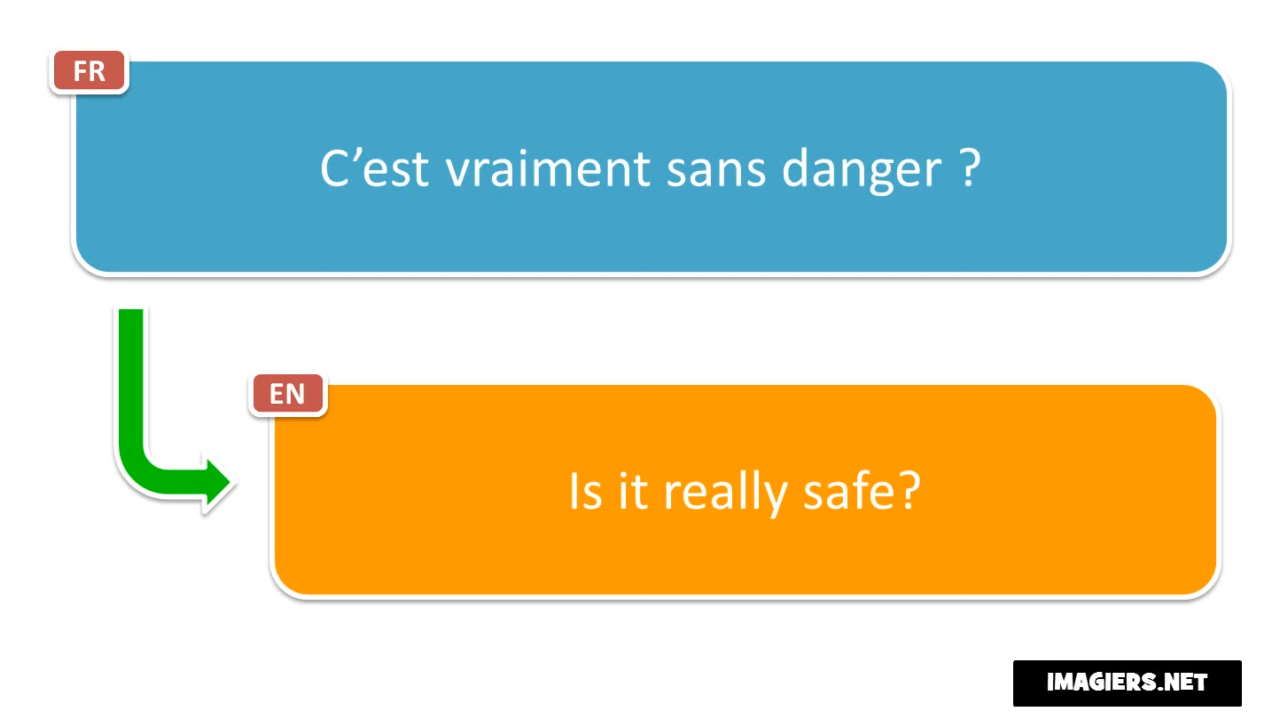 FR
C’est vraiment sans danger ?
EN
Is it really safe?
IMAGIERS.NET